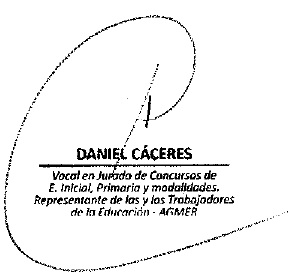 DANIEL CÁCERES
Vocal en Jurado de Concursos de
E. Inicial, Primaria y modalidades.
Representante de las y los Trabajadores
de la Educación - AGMER